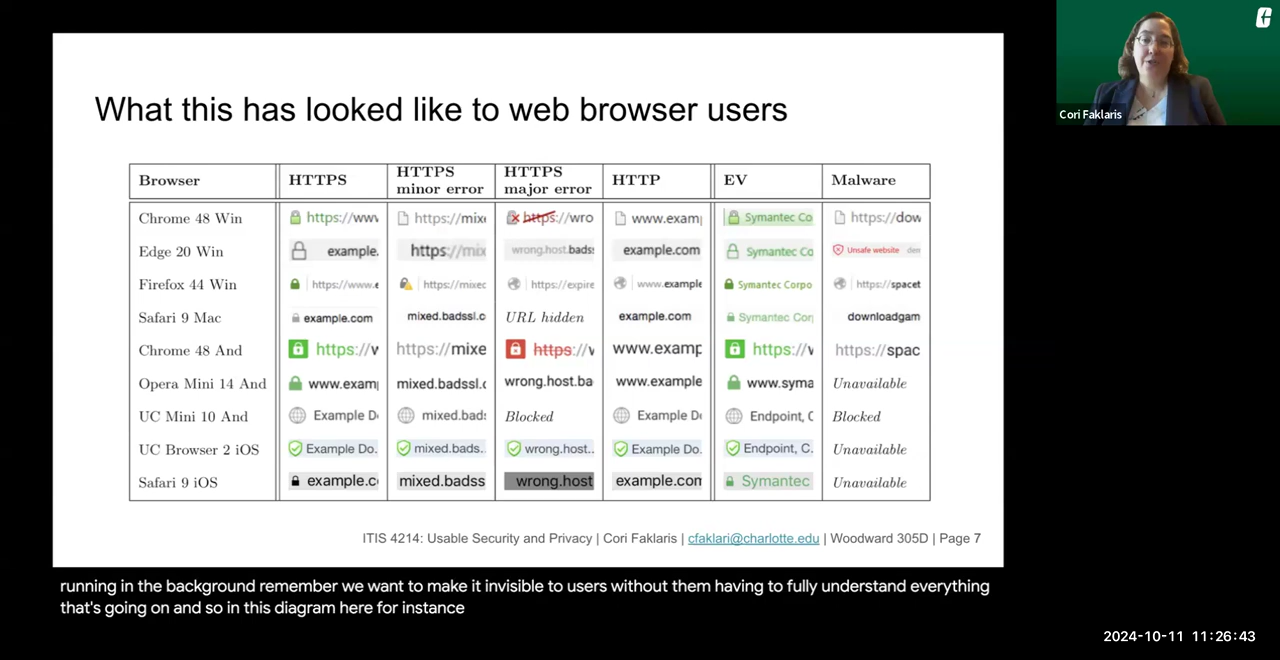 What this has looked like to web browser users
Browser HTTPS HTTPS minor error HTTPS major error HTTP EV Malware
Chrome 48 Win https://www https://mixe https://wro www.examp Symantec Co https://dow
Edge 20 Win example. https://mix wrong.host.bads: example.com Symantec Co Unsafe website
Firefox 44 Win https://www.e https://mixec https://expire www.example Symantec Corpo https://spacet
Safari 9 Mac example.com mixed.badssl.c URL hidden example.com Symantec Cor downloadgam
Chrome 48 And https://v https://mixe https://v www.examp https://v https://spac
Opera Mini 14 And www.exam mixed.badssl.c wrong.host.ba www.example www.syma Unavailable
UC Mini 10 And Example D mixed.bad Blocked Example D Endpoint, C Blocked
UC Browser 2 iOS Example Do. mixed.bads.. wrong.host.. Example Do. Endpoint, C. Unavailable
Safari 9 iOS example.c mixed.badss wrong.host example.com Symantec Unavailable
ITIS 4214: Usable Security and Privacy | Cori Faklaris | cfaklari@charlotte.edu | Woodward 305D | Page 7
Cori Faklaris
running in the background remember we want to make it invisible to users without them having to fully understand everything
that's going on and so in this diagram here for instance
2024-10-11 11:26:43